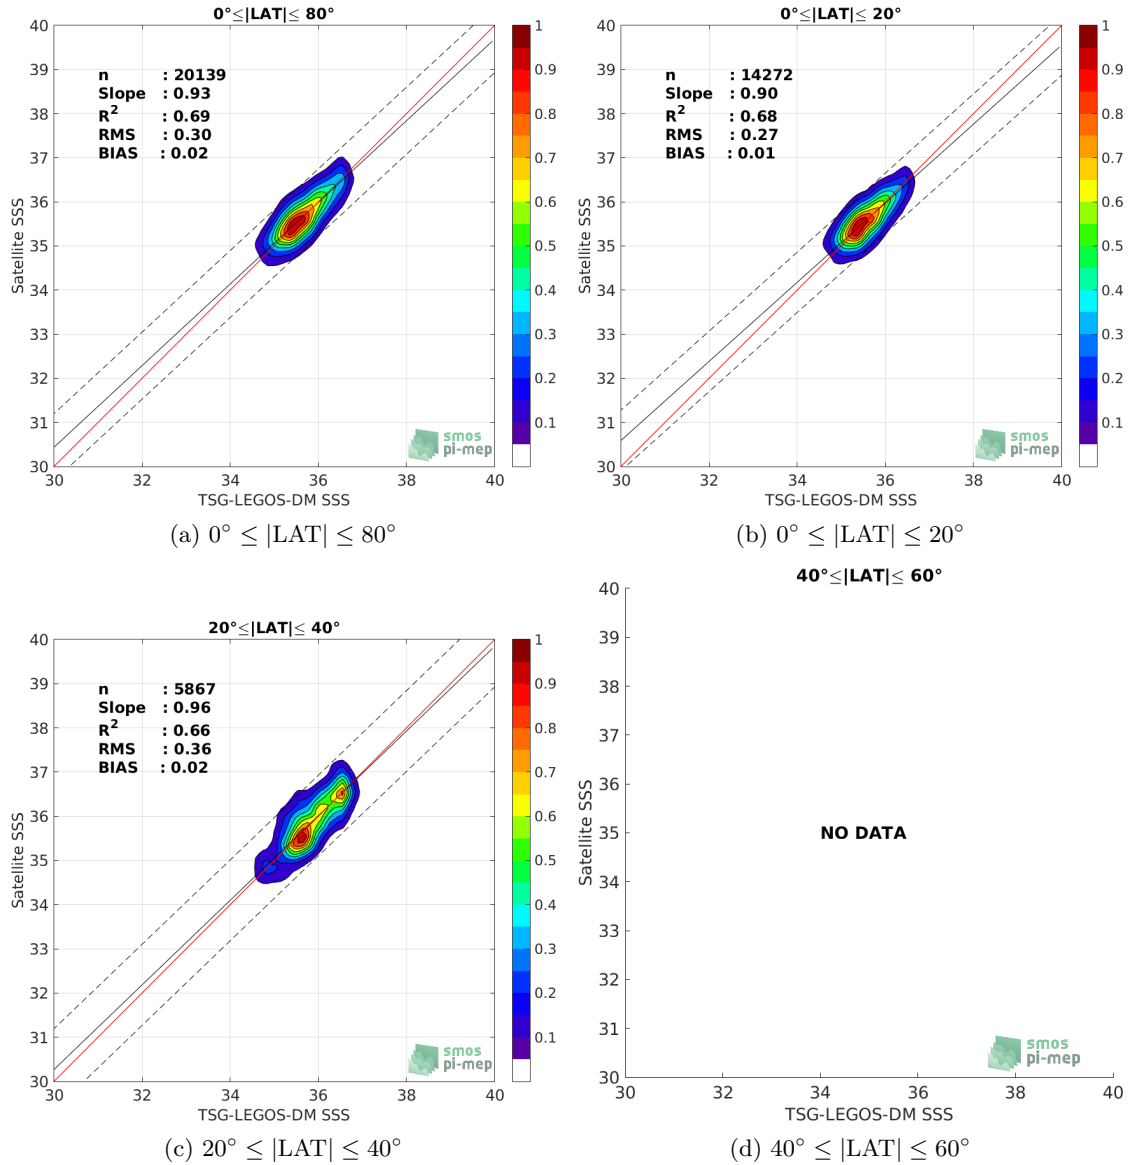 0°≤|LAT|≤ 80°
n : 20139
Slope : 0.93
R² : 0.69
RMS : 0.30
BIAS : 0.02
40
39
38
37
36
35
34
33
32
31
30
30 32 34 36 38 40
Satellite SSS
TSG-LEGOS-DM SSS
1
0.9
0.8
0.7
0.6
0.5
0.4
0.3
0.2
0.1
smos
pi-mep
(a) 0° ≤ |LAT| ≤ 80°
0°≤|LAT|≤ 20°
n : 14272
Slope : 0.90
R² : 0.68
RMS : 0.27
BIAS : 0.01
40
39
38
37
36
35
34
33
32
31
30
30 32 34 36 38 40
Satellite SSS
TSG-LEGOS-DM SSS
1
0.9
0.8
0.7
0.6
0.5
0.4
0.3
0.2
0.1
smos
pi-mep
(b) 0° ≤ |LAT| ≤ 20°
20°≤|LAT|≤ 40°
n : 5867
Slope : 0.96
R² : 0.66
RMS : 0.36
BIAS : 0.02
40
39
38
37
36
35
34
33
32
31
30
30 32 34 36 38 40
Satellite SSS
TSG-LEGOS-DM SSS
1
0.9
0.8
0.7
0.6
0.5
0.4
0.3
0.2
0.1
smos
pi-mep
(c) 20° ≤ |LAT| ≤ 40°
40°≤|LAT|≤ 60°
40
39
38
37
36
35
34
33
32
31
30
30 32 34 36 38 40
Satellite SSS
NO DATA
TSG-LEGOS-DM SSS
smos
pi-mep
(d) 40° ≤ |LAT| ≤ 60°